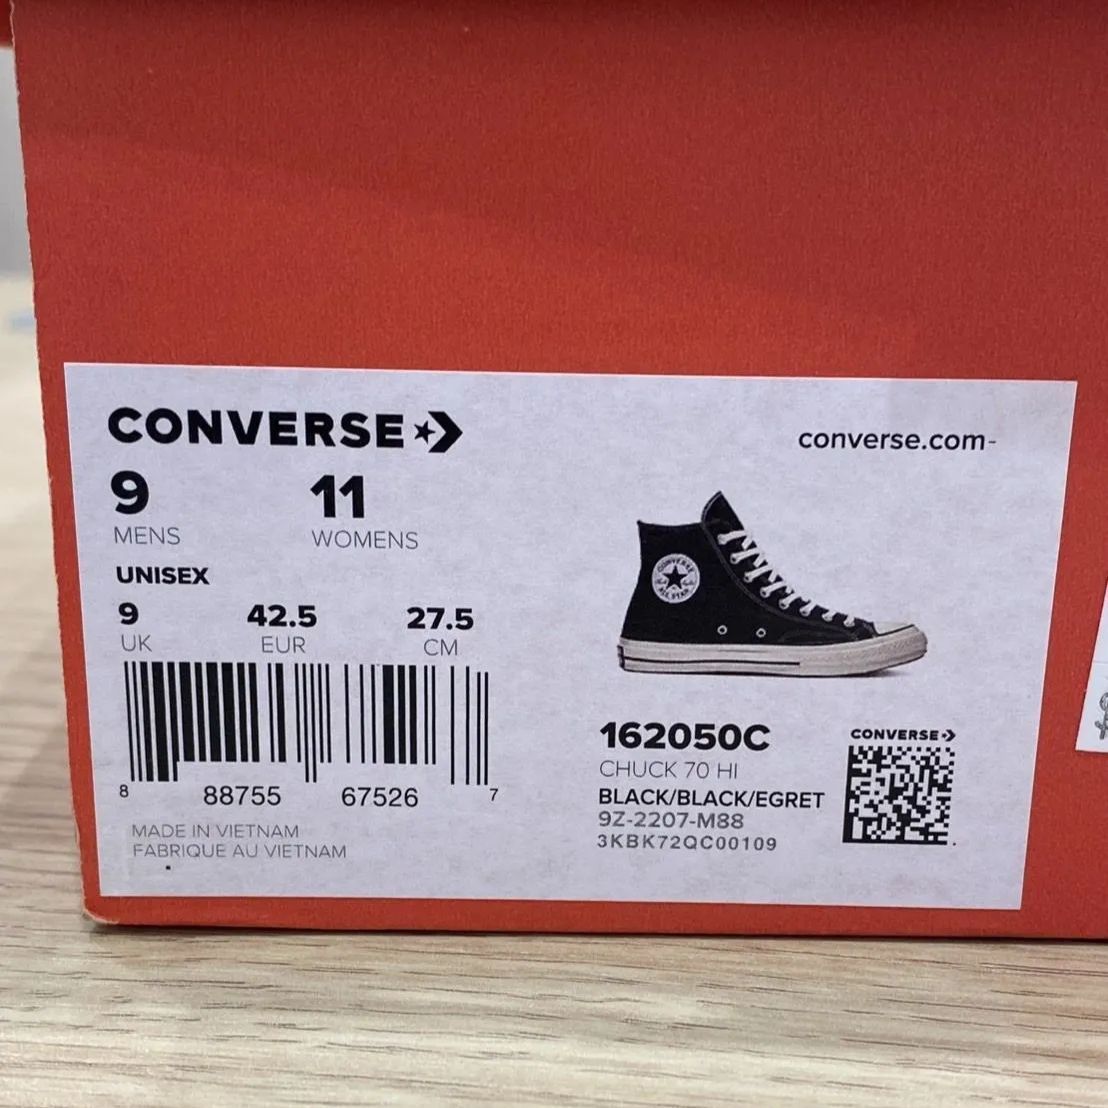 CONVERSE
converse.com-
9 11
MENS WOMENS
UNISEX
9 42.5 27.5
UK EUR CM
8 88755 67526 7
MADE IN VIETNAM
FABRIQUE AU VIETNAM
CONVERSE
ALL STAR
162050C
CHUCK 70 HI
BLACK/BLACK/EGRET
9Z-2207-M88
3KBK72QC00109
CONVERSE